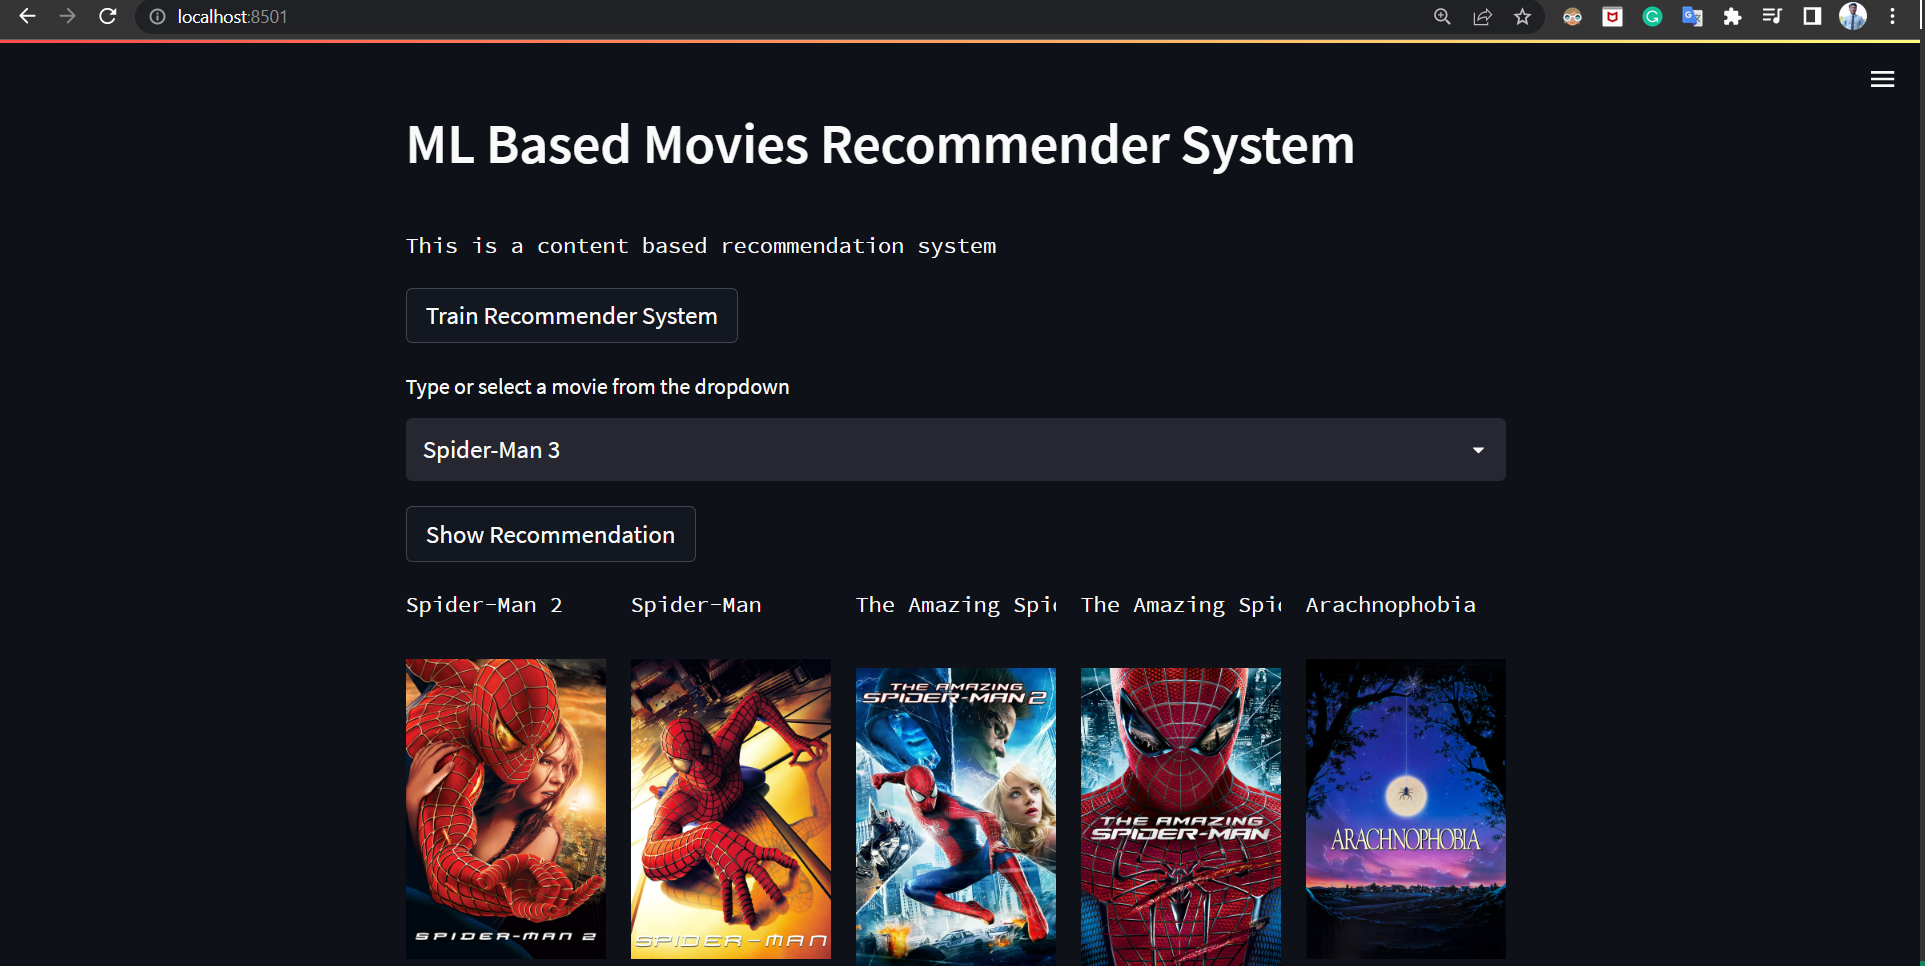 localhost:8501
ML Based Movies Recommender System
This is a content based recommendation system
Train Recommender System
Type or select a movie from the dropdown
Spider-Man 3
Show Recommendation
Spider-Man 2
Spider-Man
The Amazing Spi
The Amazing Spi
Arachnophobia
SPIDER-MAN 2
SPIDER-MAN
THE AMAZING
SPIDER-MAN 2
THE AMAZING
SPIDER-MAN
ARACHNOPHOBIA